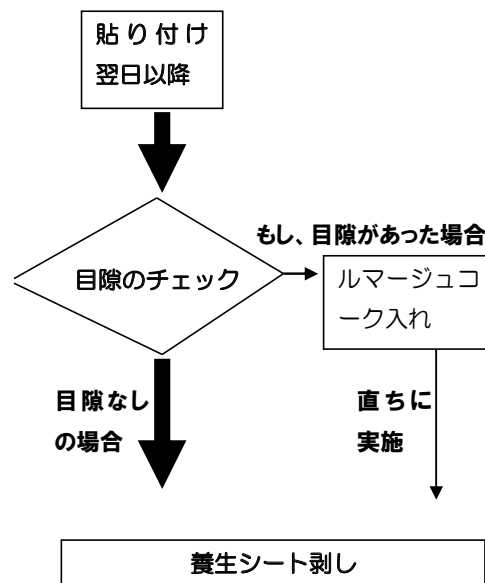 貼り付け
翌日以降
もし、目隙があった場合
目隙のチェック
ルマージュコ
ーク入れ
目隙なし
の場合
直ちに
実施
養生シート剥し